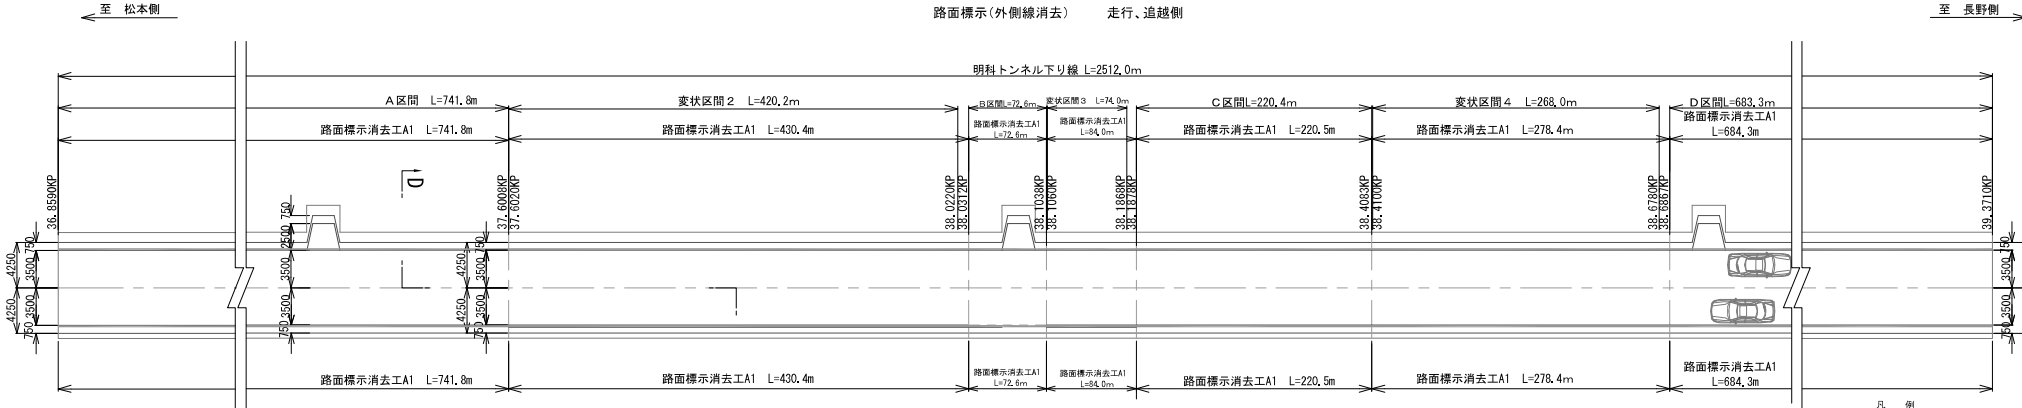 至 松本側
路面標示(外側線消去) 走行、追越側
至 長野側
明科トンネル下り線 L=2512.0m
A区間 L=741.8m
変状区間2 L=420.2m
B区間L=72.6m
変状区間3 L=74.0m
C区間L=220.4m
変状区間4 L=268.0m
D区間L=683.3m
路面標示消去工A1 L=741.8m
路面標示消去工A1 L=430.4m
路面標示消去工A1
L=72.6m
路面標示消去工A1
L=84.0m
路面標示消去工A1 L=220.5m
路面標示消去工A1 L=278.4m
路面標示消去工A1
L=684.3m
36.8590KP
37.6008KP
37.6020KP
38.0228KP
38.0312KP
38.1038KP
38.1060KP
38.1868KP
38.1878KP
38.4083KP
38.4100KP
38.6780KP
38.6867KP
39.3710KP
D
750
2500
3500
3500
750
4250
4250
750
3500
3500
750
4250
4250
750
3500
3500
750
750
3500
3500
750
路面標示消去工A1 L=741.8m
路面標示消去工A1 L=430.4m
路面標示消去工A1
L=72.6m
路面標示消去工A1
L=84.0m
路面標示消去工A1 L=220.5m
路面標示消去工A1 L=278.4m
路面標示消去工A1
L=684.3m
凡 例